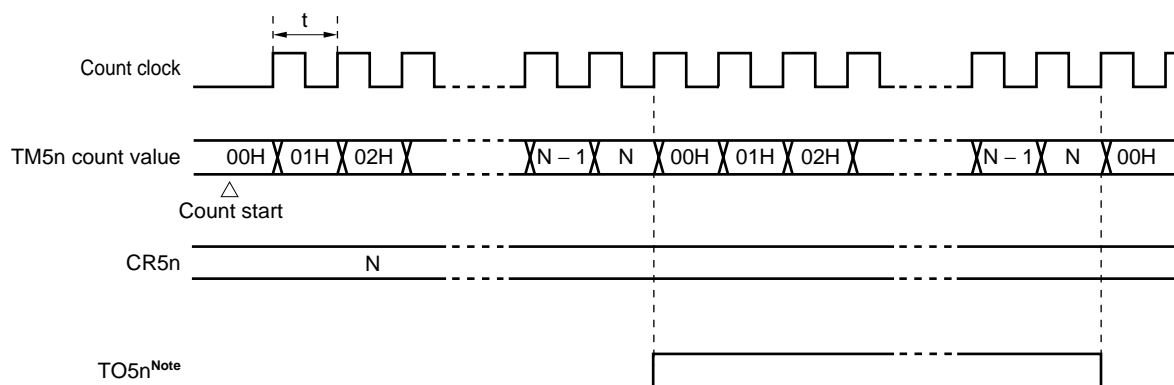 t
Count clock
TM5n count value 00H 01H 02H N − 1 N 00H 01H 02H N − 1 N 00H
Count start
CR5n N
TO5nNote